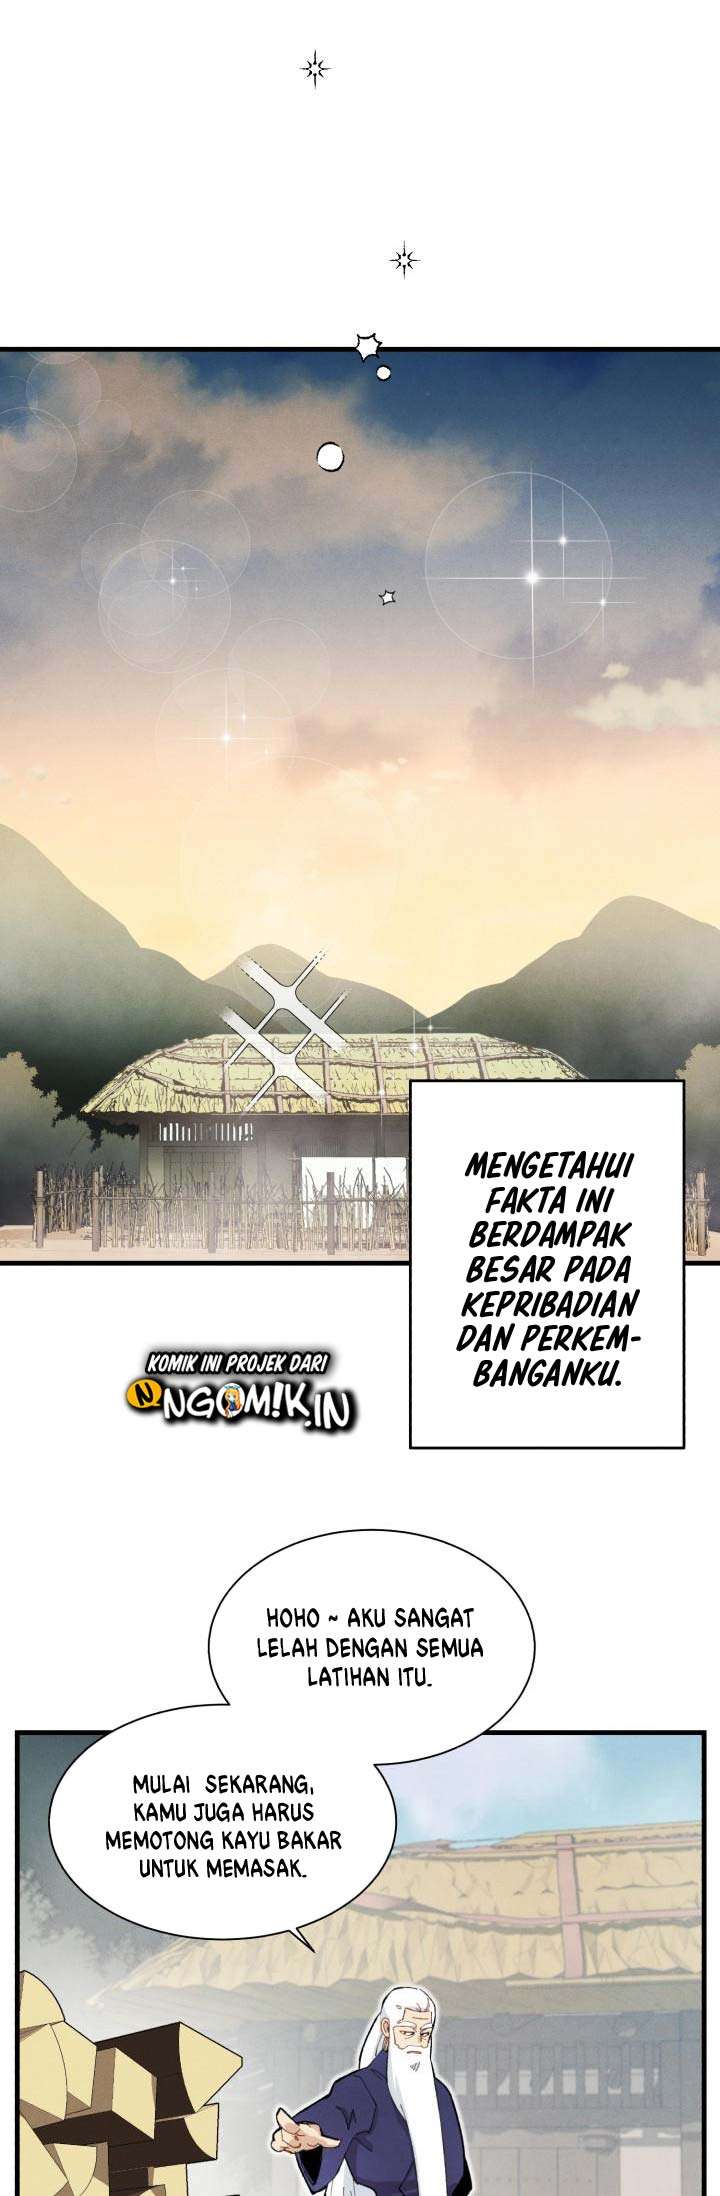 MENGETAHUI
FAKTA INI
BERDAMPAK
BESAR PADA
KEPRIBADIAN
DAN PERKEM-
BANGANKU.
KOMIK INI PROJEK DARI
NGOMIK.IN
HOHO ~ AKU SANGAT
LELAH DENGAN SEMUA
LATIHAN ITU.
MULAI SEKARANG,
KAMU JUGA HARUS
MEMOTONG KAYU BAKAR
UNTUK MEMASAK.